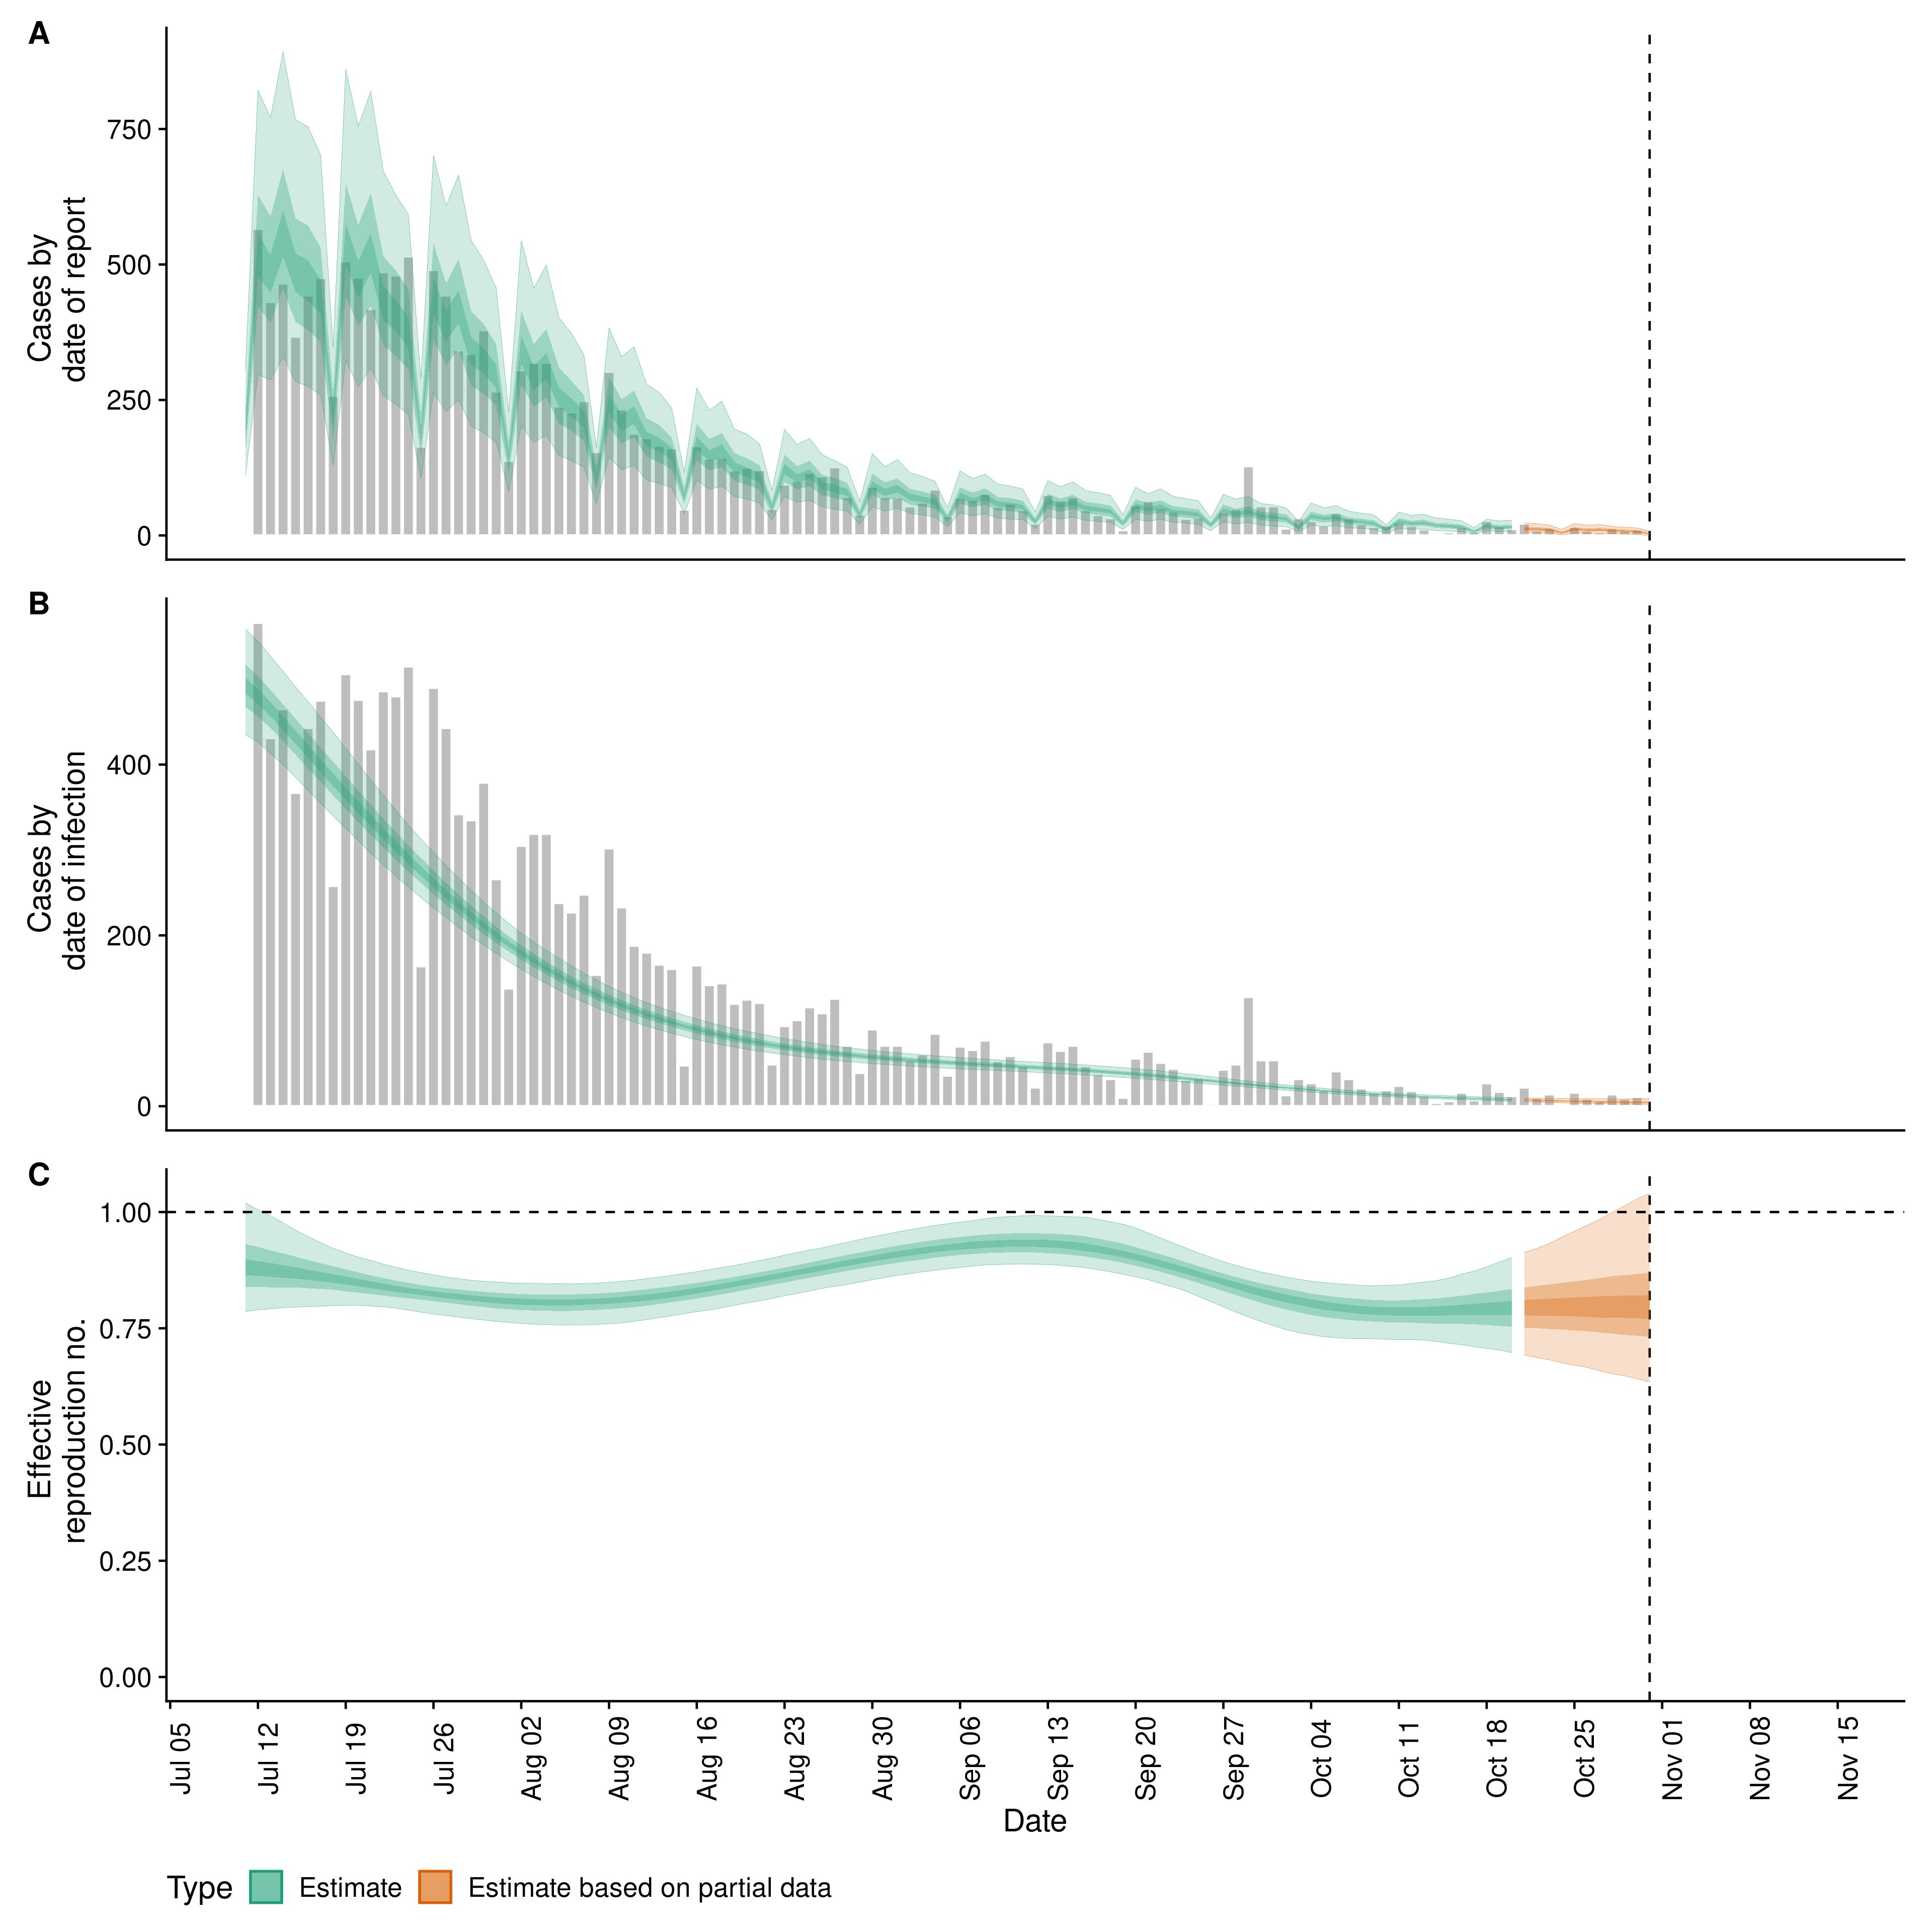 A
Cases by
date of report
750
500
250
0
B
Cases by
date of infection
400
200
0
C
Effective
reproduction no.
1.00
0.75
0.50
0.25
0.00
Jul 05
Jul 12
Jul 19
Jul 26
Aug 02
Aug 09
Aug 16
Aug 23
Aug 30
Sep 06
Sep 13
Sep 20
Sep 27
Oct 04
Oct 11
Oct 18
Oct 25
Nov 01
Nov 08
Nov 15
Date
Type Estimate Estimate based on partial data